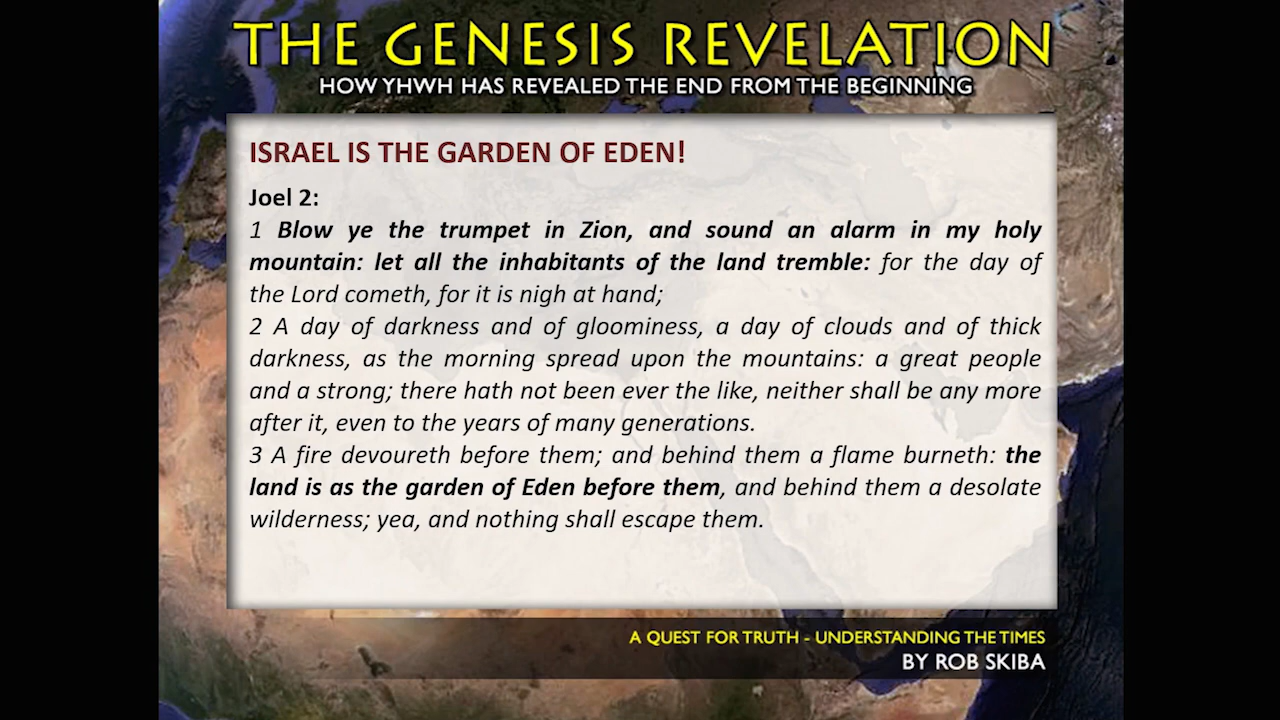 THE GENESIS REVELATION
HOW YHWH HAS REVEALED THE END FROM THE BEGINNING
ISRAEL IS THE GARDEN OF EDEN!
Joel 2:
1 Blow ye the trumpet in Zion, and sound an alarm in my holy
mountain: let all the inhabitants of the land tremble: for the day of
the Lord cometh, for it is nigh at hand;
2 A day of darkness and of gloominess, a day of clouds and of thick
darkness, as the morning spread upon the mountains: a great people
and a strong; there hath not been ever the like, neither shall be any more
after it, even to the years of many generations.
3 A fire devoureth before them; and behind them a flame burneth: the
land is as the garden of Eden before them, and behind them a desolate
wilderness; yea, and nothing shall escape them.
A QUEST FOR TRUTH - UNDERSTANDING THE TIMES
BY ROB SKIBA